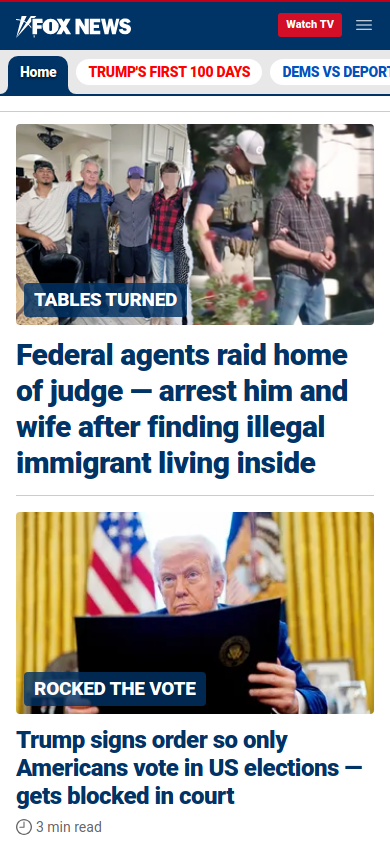 FOX NEWS
Watch TV
Home
TRUMP'S FIRST 100 DAYS
DEMS VS DEPORT
TABLES TURNED
Federal agents raid home
of judge — arrest him and
wife after finding illegal
immigrant living inside
ROCKED THE VOTE
Trump signs order so only
Americans vote in US elections —
gets blocked in court
3 min read